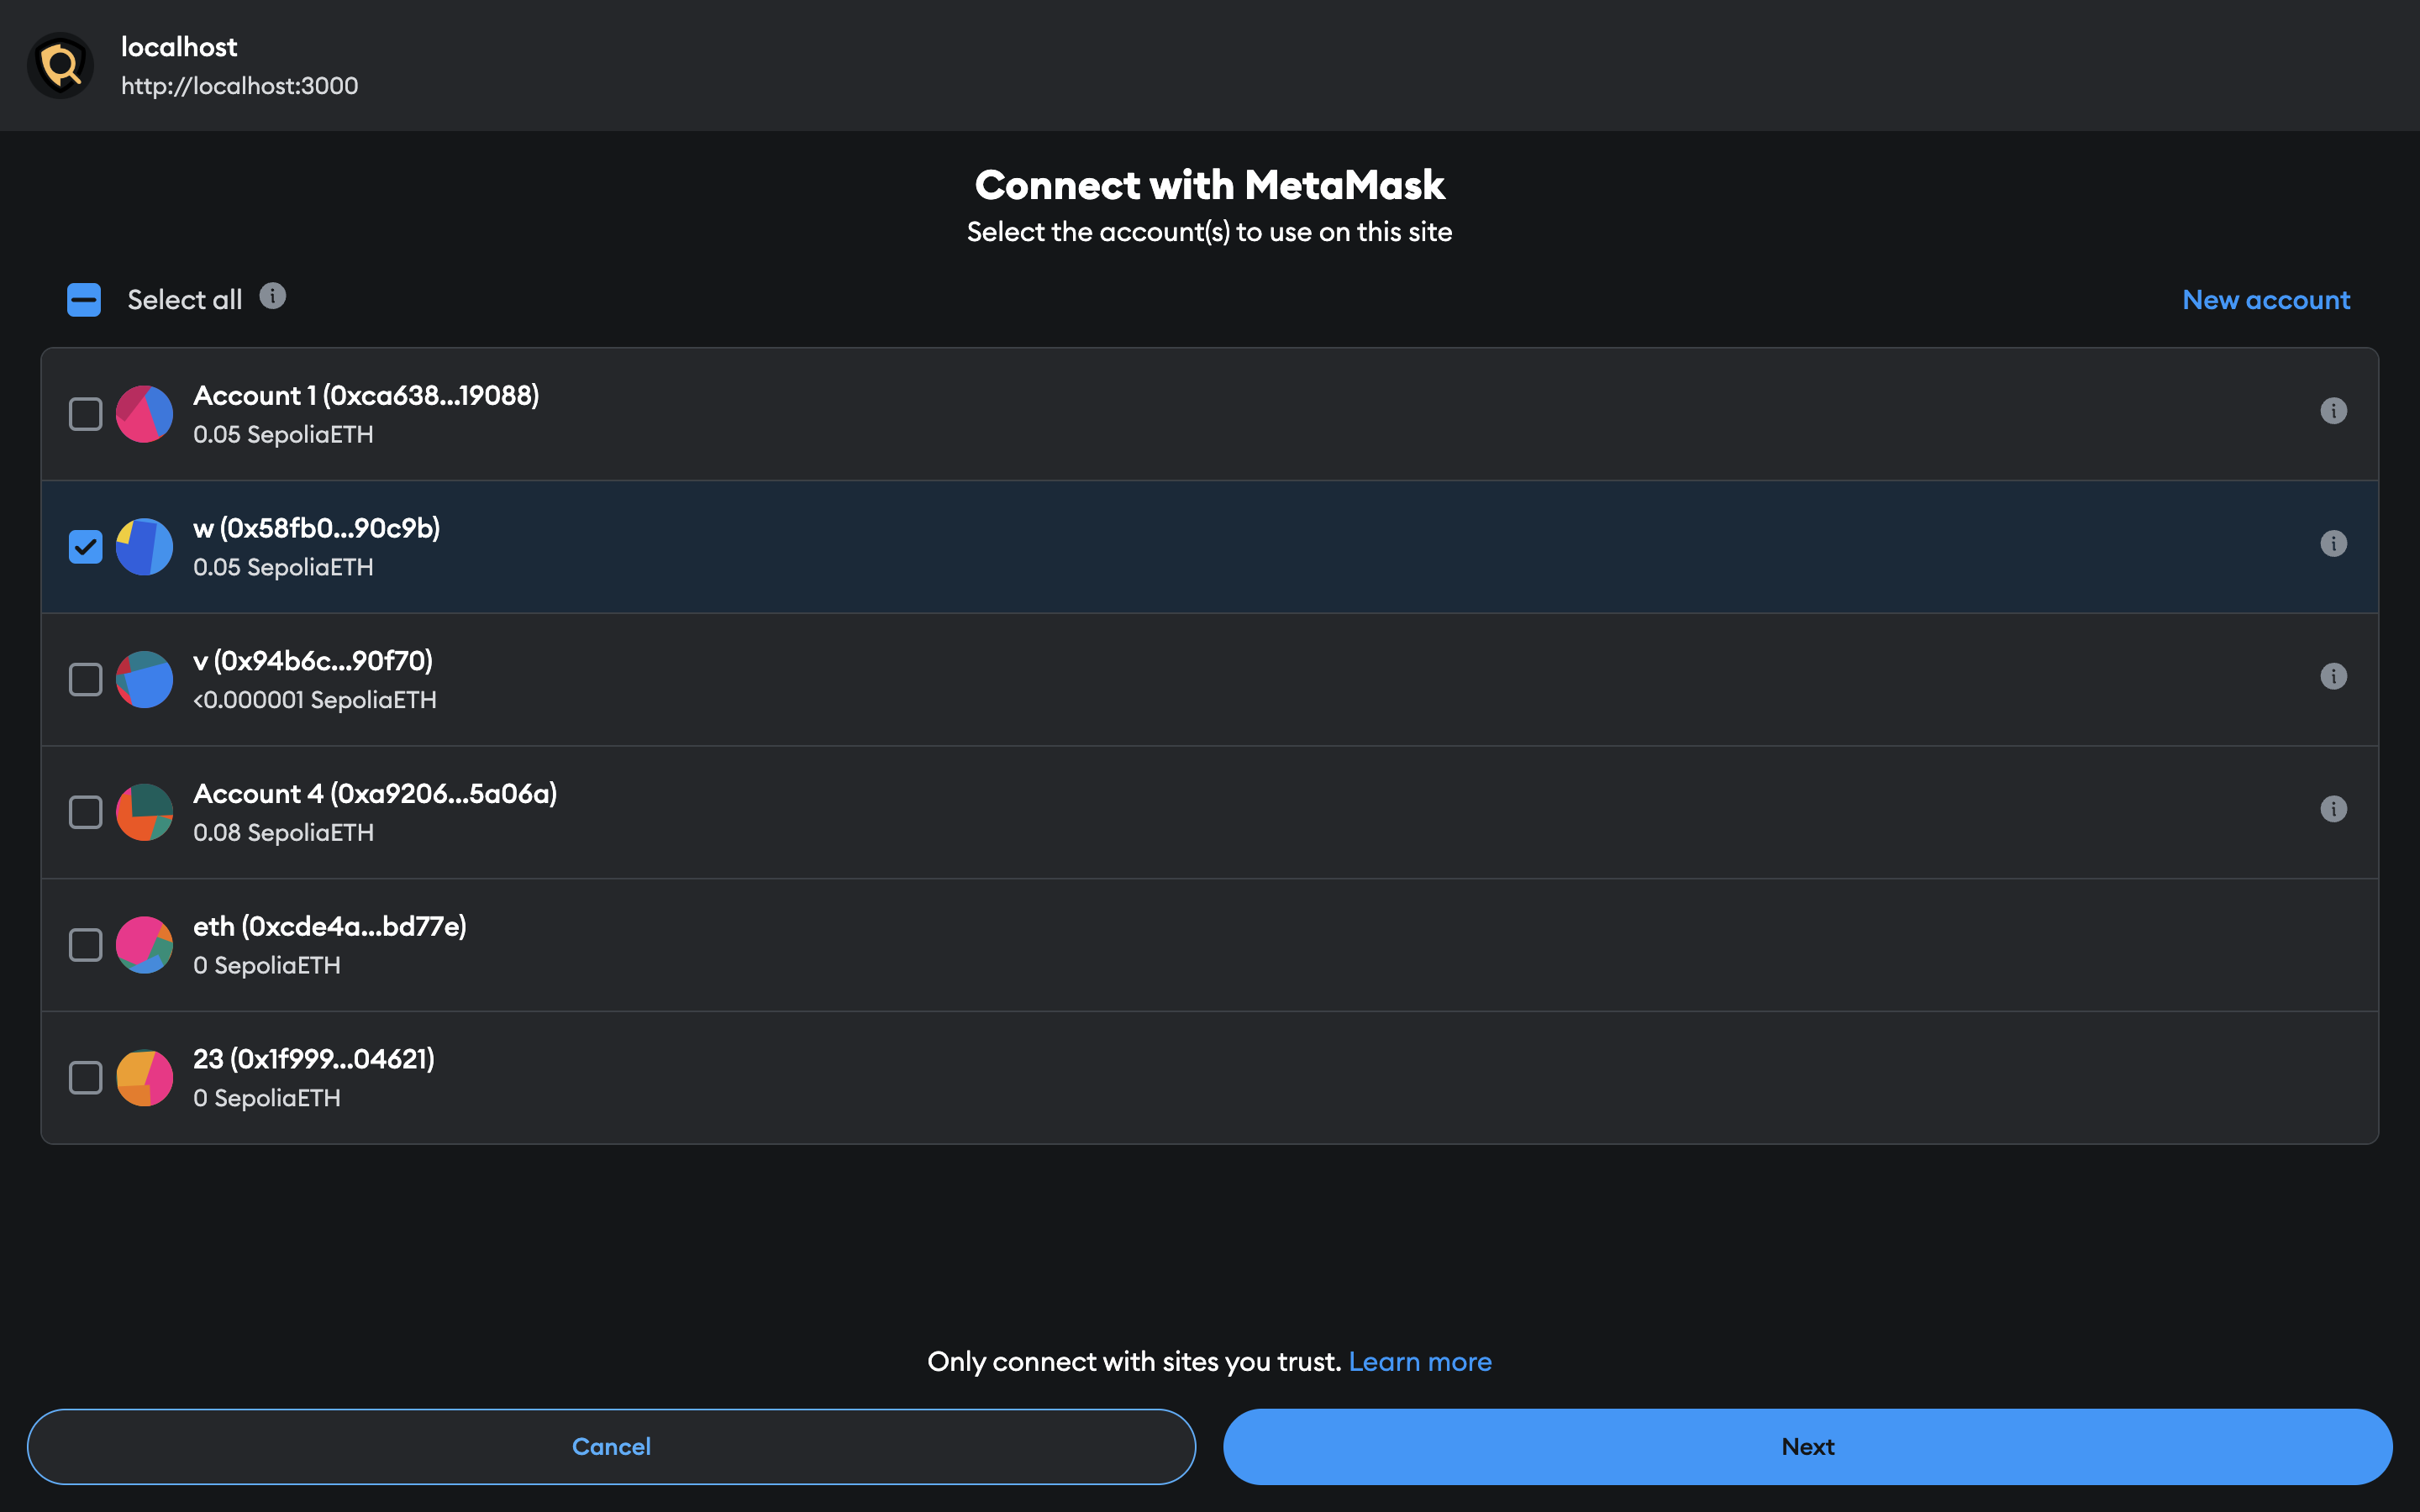 localhost
http://localhost:3000
Connect with MetaMask
Select the account(s) to use on this site
Select all
New account
Account 1 (0xca638...19088)
0.05 SepoliaETH
w (0x58fb0...90c9b)
0.05 SepoliaETH
v (0x94b6c...90f70)
<0.000001 SepoliaETH
Account 4 (0xa9206...5a06a)
0.08 SepoliaETH
eth (0xcde4a...bd77e)
0 SepoliaETH
23 (0x1f999...04621)
0 SepoliaETH
Only connect with sites you trust. Learn more
Cancel
Next